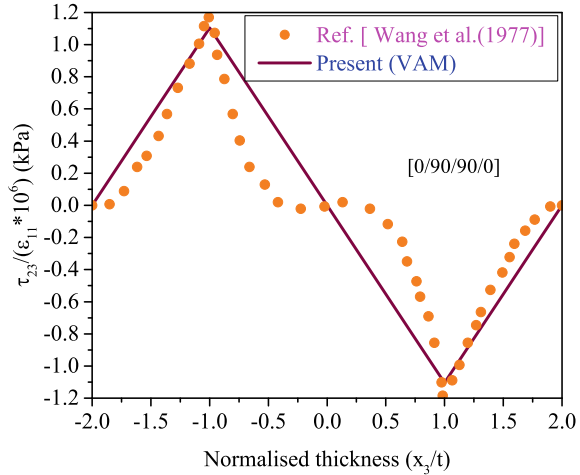 Ref. [ Wang et al.(1977)]
Present (VAM)
[0/90/90/0]
1.2
1.0
0.8
0.6
0.4
0.2
0.0
-0.2
-0.4
-0.6
-0.8
-1.0
-1.2
τ23/(ε11*10^6) (kPa)
-2.0 -1.5 -1.0 -0.5 0.0 0.5 1.0 1.5 2.0
Normalised thickness (x3/t)